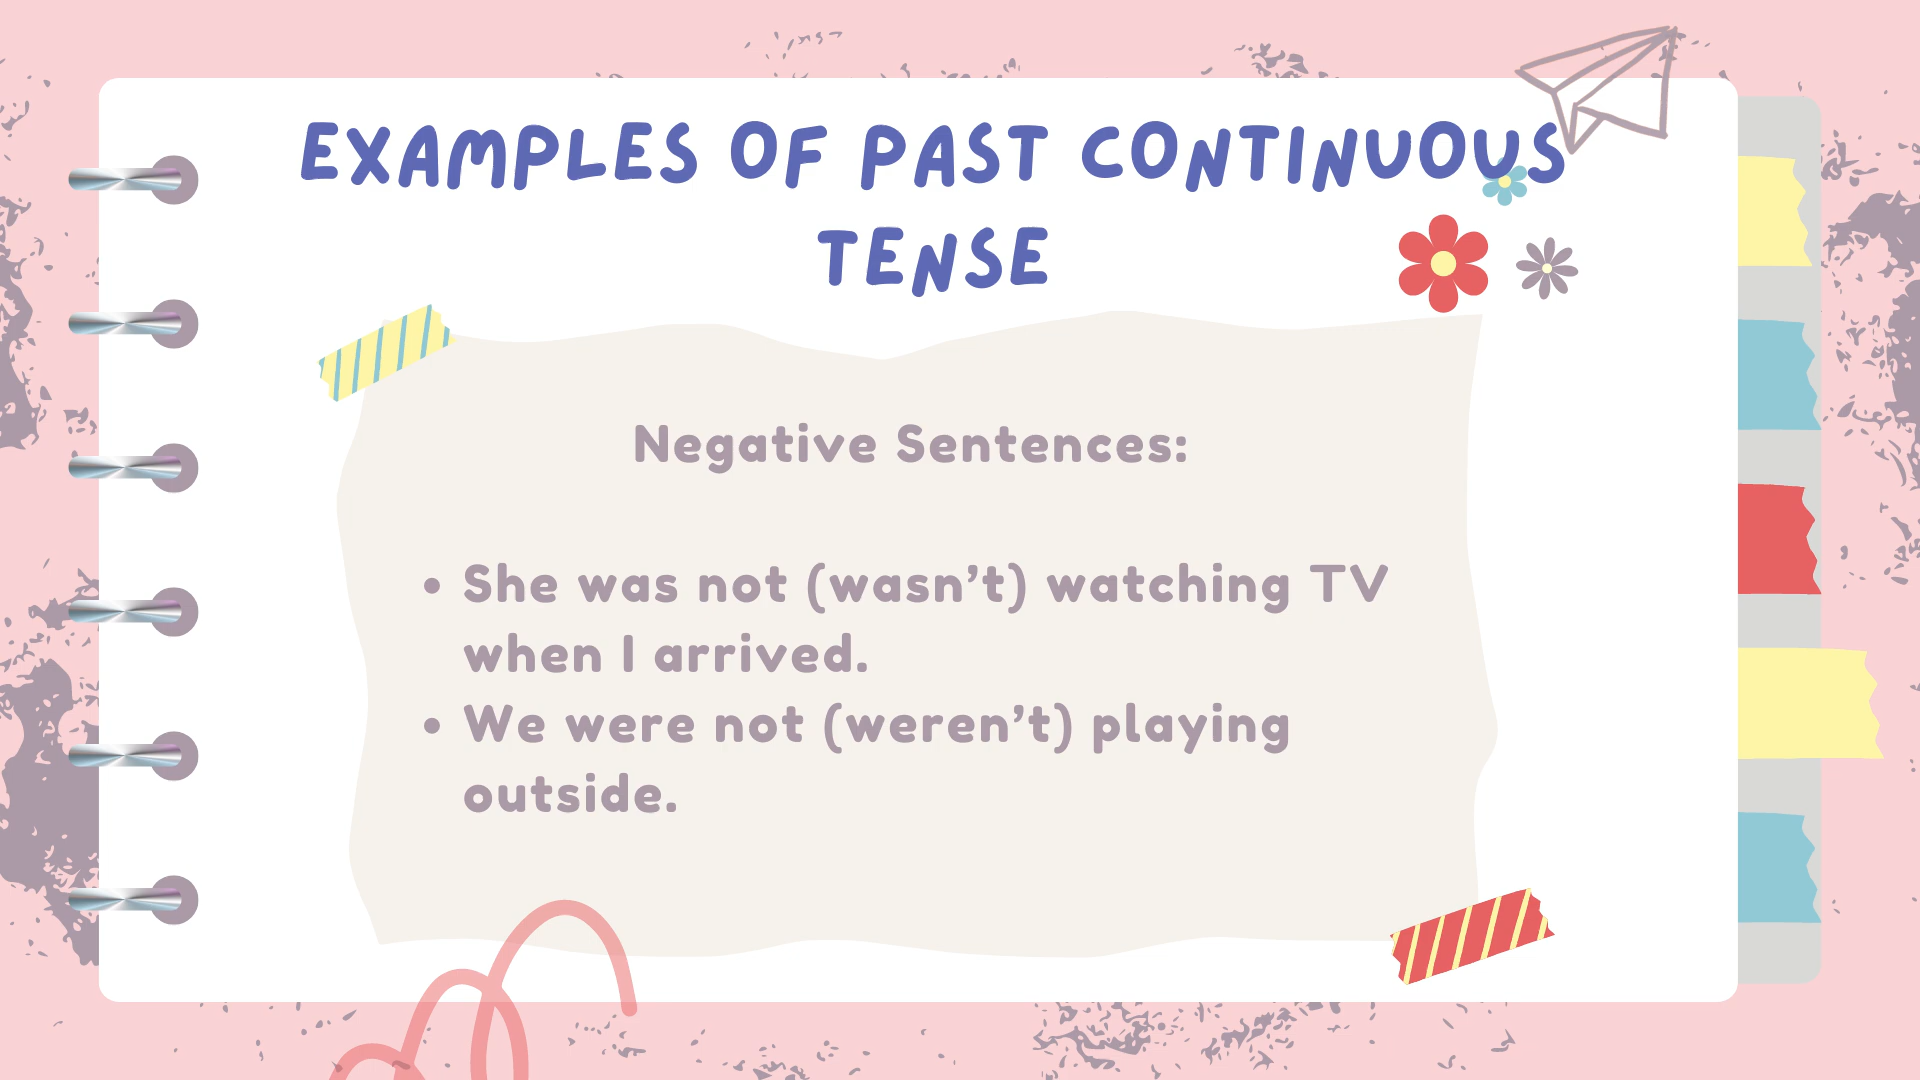 EXAMPLES OF PAST CONTINUOUS
TENSE
Negative Sentences:
• She was not (wasn’t) watching TV
when I arrived.
• We were not (weren’t) playing
outside.